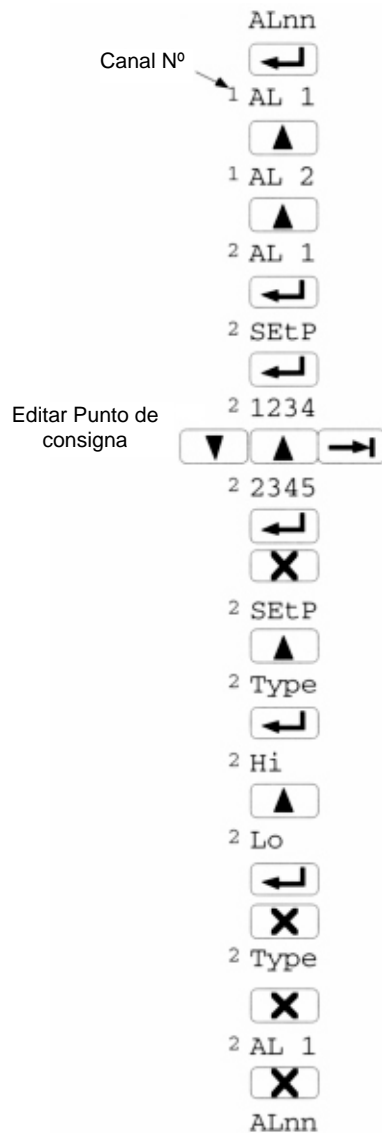 ALnn
Canal Nº
1 AL 1
1 AL 2
2 AL 1
2 SEtP
2 1234
Editar Punto de
consigna
2 2345
2 SEtP
2 Type
2 Hi
2 Lo
2 Type
2 AL 1
ALnn